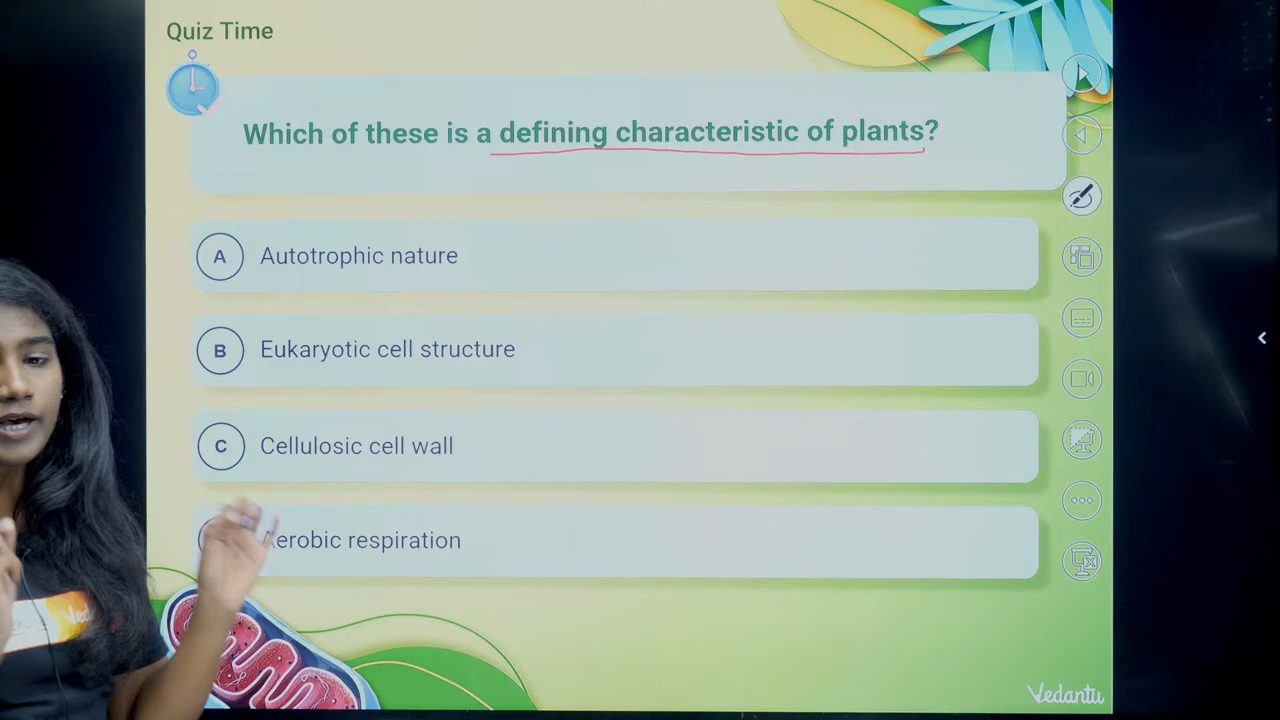 Quiz Time
Which of these is a defining characteristic of plants?
A Autotrophic nature
B Eukaryotic cell structure
C Cellulosic cell wall
Aerobic respiration
Vedantu